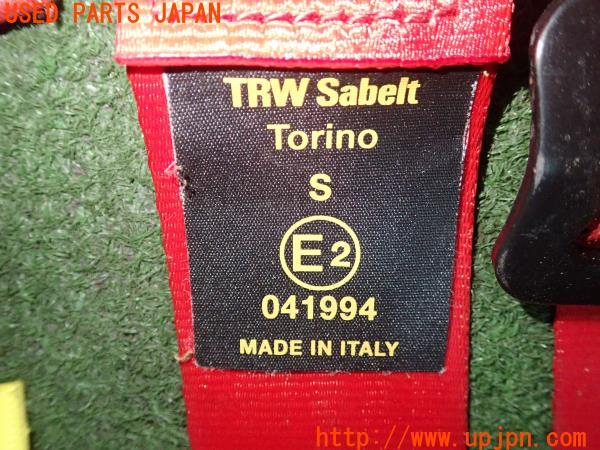 USED PARTS JAPAN
TRW Sabelt
Torino
S
E2
041994
MADE IN ITALY
http://www.upjpn.com